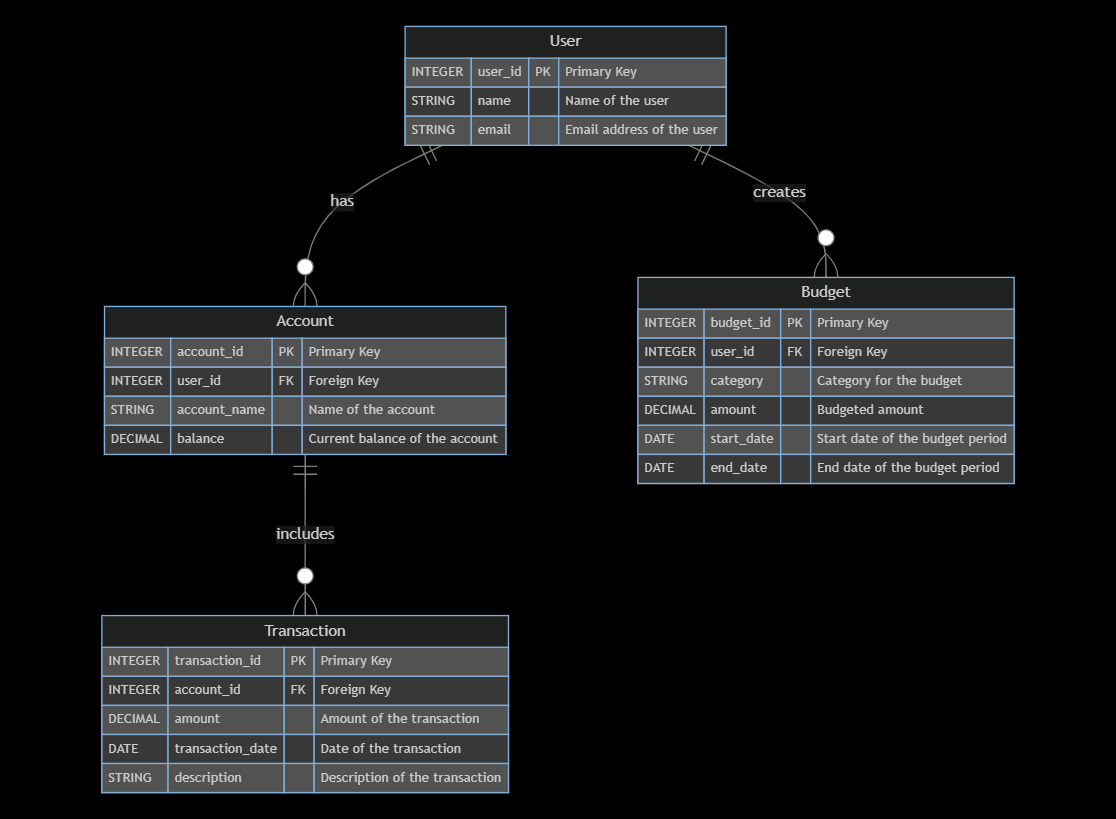 User
INTEGER user_id PK Primary Key
STRING name Name of the user
STRING email Email address of the user
has
creates
Account
INTEGER account_id PK Primary Key
INTEGER user_id FK Foreign Key
STRING account_name Name of the account
DECIMAL balance Current balance of the account
Budget
INTEGER budget_id PK Primary Key
INTEGER user_id FK Foreign Key
STRING category Category for the budget
DECIMAL amount Budgeted amount
DATE start_date Start date of the budget period
DATE end_date End date of the budget period
includes
Transaction
INTEGER transaction_id PK Primary Key
INTEGER account_id FK Foreign Key
DECIMAL amount Amount of the transaction
DATE transaction_date Date of the transaction
STRING description Description of the transaction